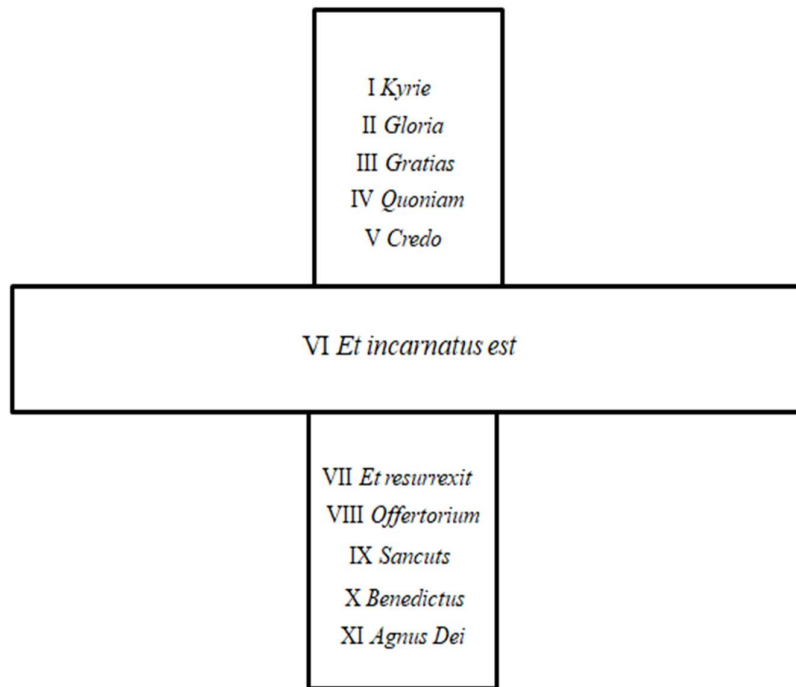 I Kyrie
II Gloria
III Gratias
IV Quoniam
V Credo
VI Et incarnatus est
VII Et resurrexit
VIII Offertorium
IX Sancuts
X Benedictus
XI Agnus Dei